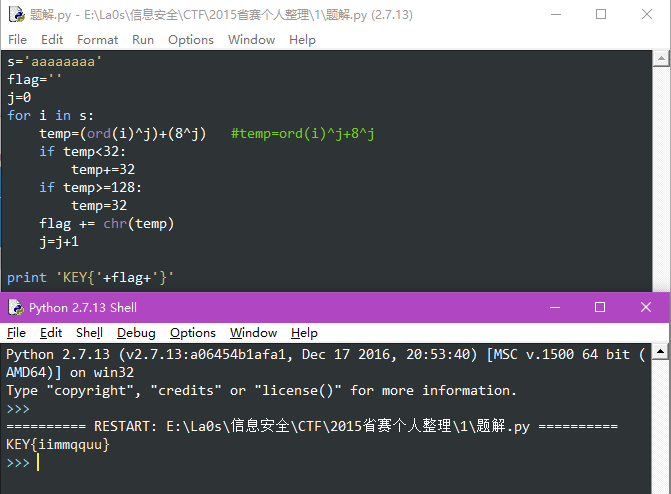 题解.py - E:\La0s\信息安全\CTF\2015省赛个人整理\1\题解.py (2.7.13)
File Edit Format Run Options Window Help
s='aaaaaaaa'
flag=''
j=0
for i in s:
    temp=(ord(i)^j)+(8^j)   #temp=ord(i)^j+8^j
    if temp<32:
        temp+=32
    if temp>=128:
        temp=32
    flag += chr(temp)
    j=j+1
print 'KEY{'+flag+'}'
Python 2.7.13 Shell
File Edit Shell Debug Options Window Help
Python 2.7.13 (v2.7.13:a06454b1afa1, Dec 17 2016, 20:53:40) [MSC v.1500 64 bit (
AMD64)] on win32
Type "copyright", "credits" or "license()" for more information.
>>>
========== RESTART: E:\La0s\信息安全\CTF\2015省赛个人整理\1\题解.py ==========
KEY{iimmqquu}
>>>